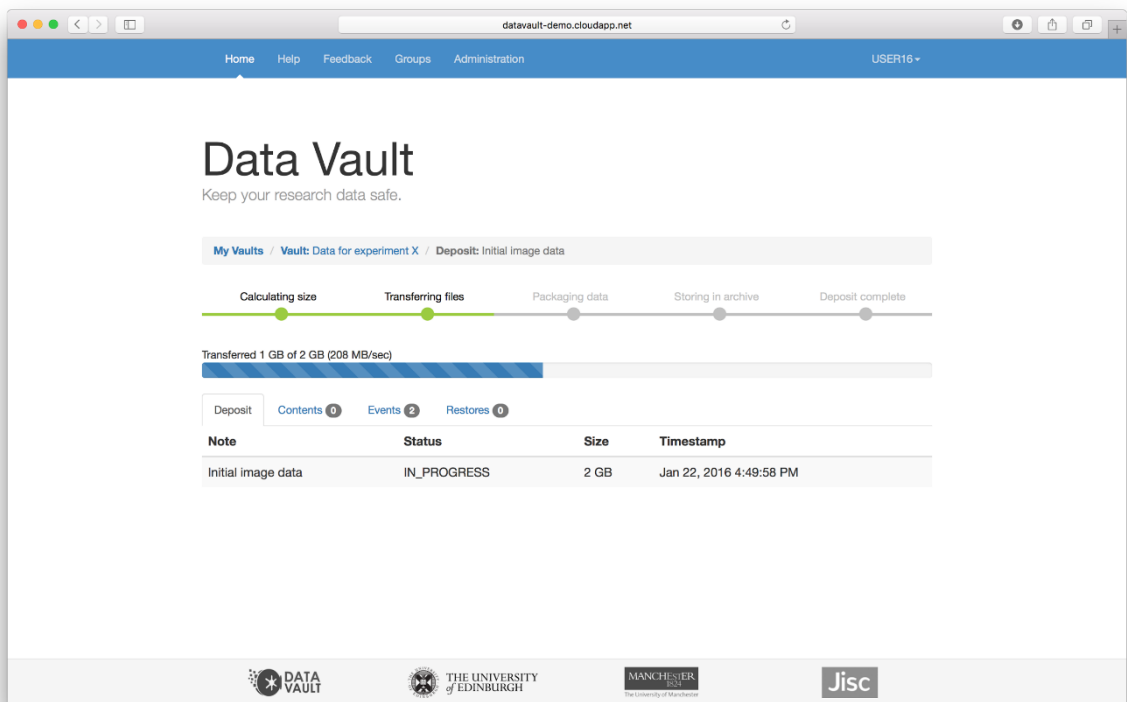 datavault-demo.cloudapp.net
Home Help Feedback Groups Administration USER16
Data Vault
Keep your research data safe.
My Vaults / Vault: Data for experiment X / Deposit: Initial image data
Calculating size Transferring files Packaging data Storing in archive Deposit complete
Transferred 1 GB of 2 GB (208 MB/sec)
Deposit Contents 0 Events 2 Restores 0
Note Status Size Timestamp
Initial image data IN_PROGRESS 2 GB Jan 22, 2016 4:49:58 PM
DATA VAULT
THE UNIVERSITY of EDINBURGH
MANCHESTER 1824
The University of Manchester
Jisc